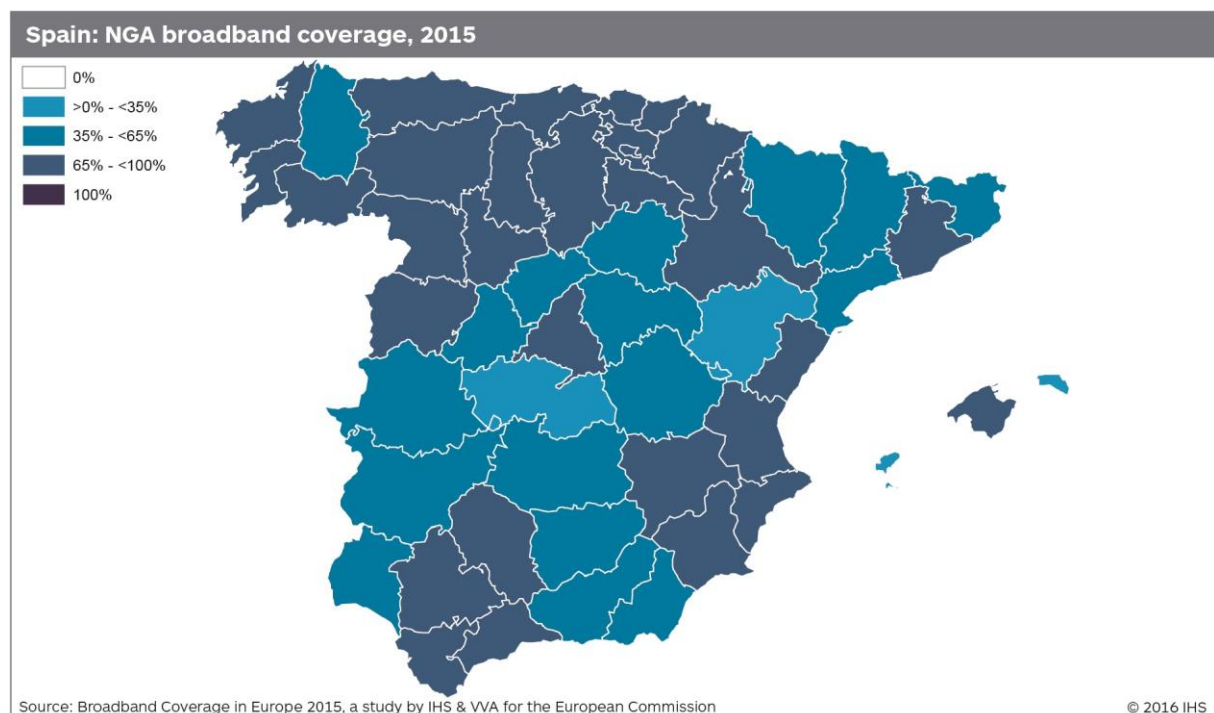 Spain: NGA broadband coverage, 2015
0%
>0% - <35%
35% - <65%
65% - <100%
100%
Source: Broadband Coverage in Europe 2015, a study by IHS & VVA for the European Commission
© 2016 IHS